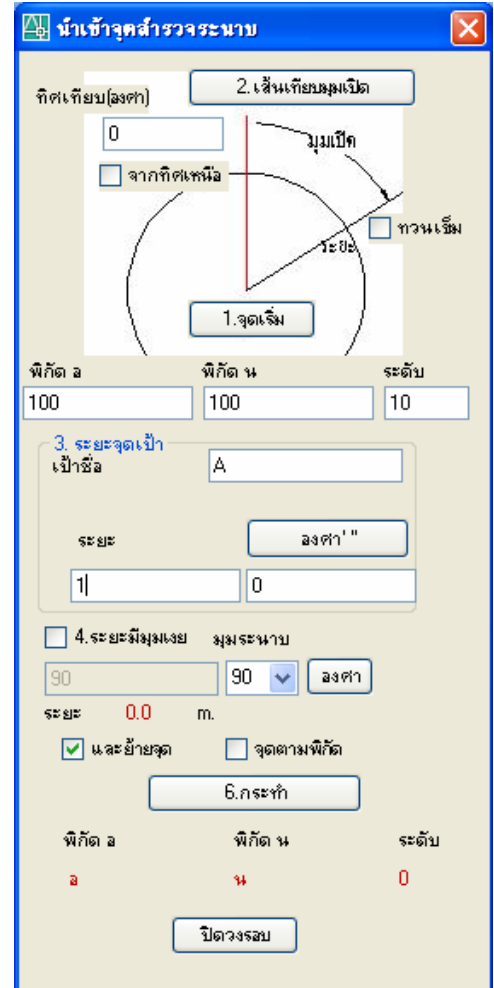 นำเข้าจุดสำรวจระนาบ
ทิศเทียบ(องศา)
2.เส้นเทียบมุมเปิด
0
มุมเปิด
จากทิศเหนือ
ทวนเข็ม
ระยะ
1.จุดเริ่ม
พิกัด อ พิกัด น ระดับ
100 100 10
3. ระยะจุดเป้า
เป้าชื่อ A
ระยะ องศา' "
1 0
4.ระยะมีมุมเงย มุมระนาบ
90 90 องศา
ระยะ 0.0 m.
และย้ายจุด จุดตามพิกัด
6.กระทำ
พิกัด อ พิกัด น ระดับ
อ น 0
ปิดวงรอบ